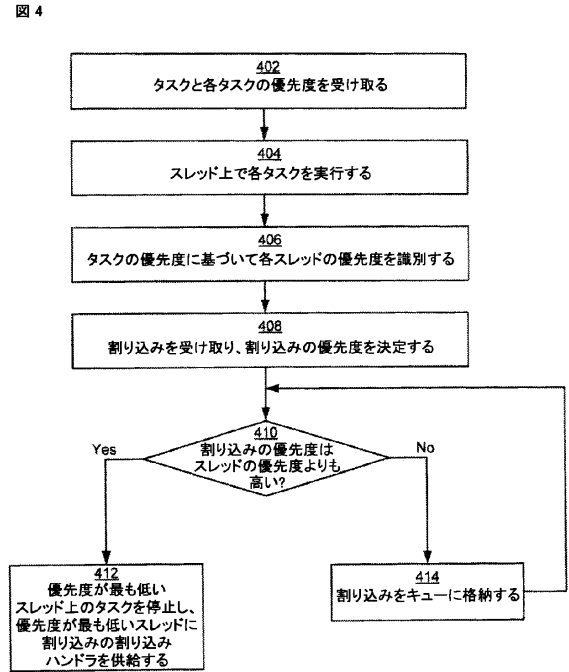 図 4
402
タスクと各タスクの優先度を受け取る
404
スレッド上で各タスクを実行する
406
タスクの優先度に基づいて各スレッドの優先度を識別する
408
割り込みを受け取り、割り込みの優先度を決定する
410
割り込みの優先度は
スレッドの優先度よりも
高い?
Yes
No
412
優先度が最も低い
スレッド上のタスクを停止し、
優先度が最も低いスレッドに
割り込みの割り込み
ハンドラを供給する
414
割り込みをキューに格納する